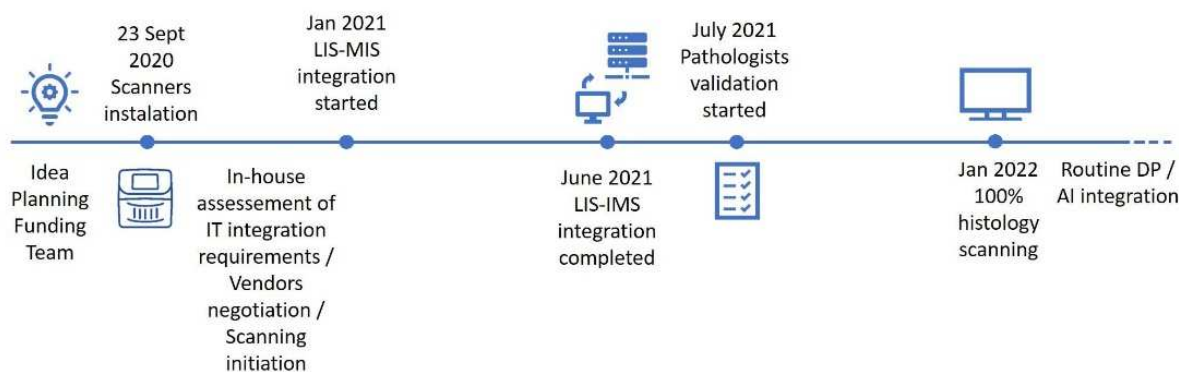 23 Sept
2020
Scanners
instalation
Jan 2021
LIS-MIS
integration
started
July 2021
Pathologists
validation
started
Idea
Planning
Funding
Team
In-house
assessement of
IT integration
requirements /
Vendors
negotiation /
Scanning
initiation
June 2021
LIS-IMS
integration
completed
Jan 2022
100%
histology
scanning
Routine DP /
AI integration